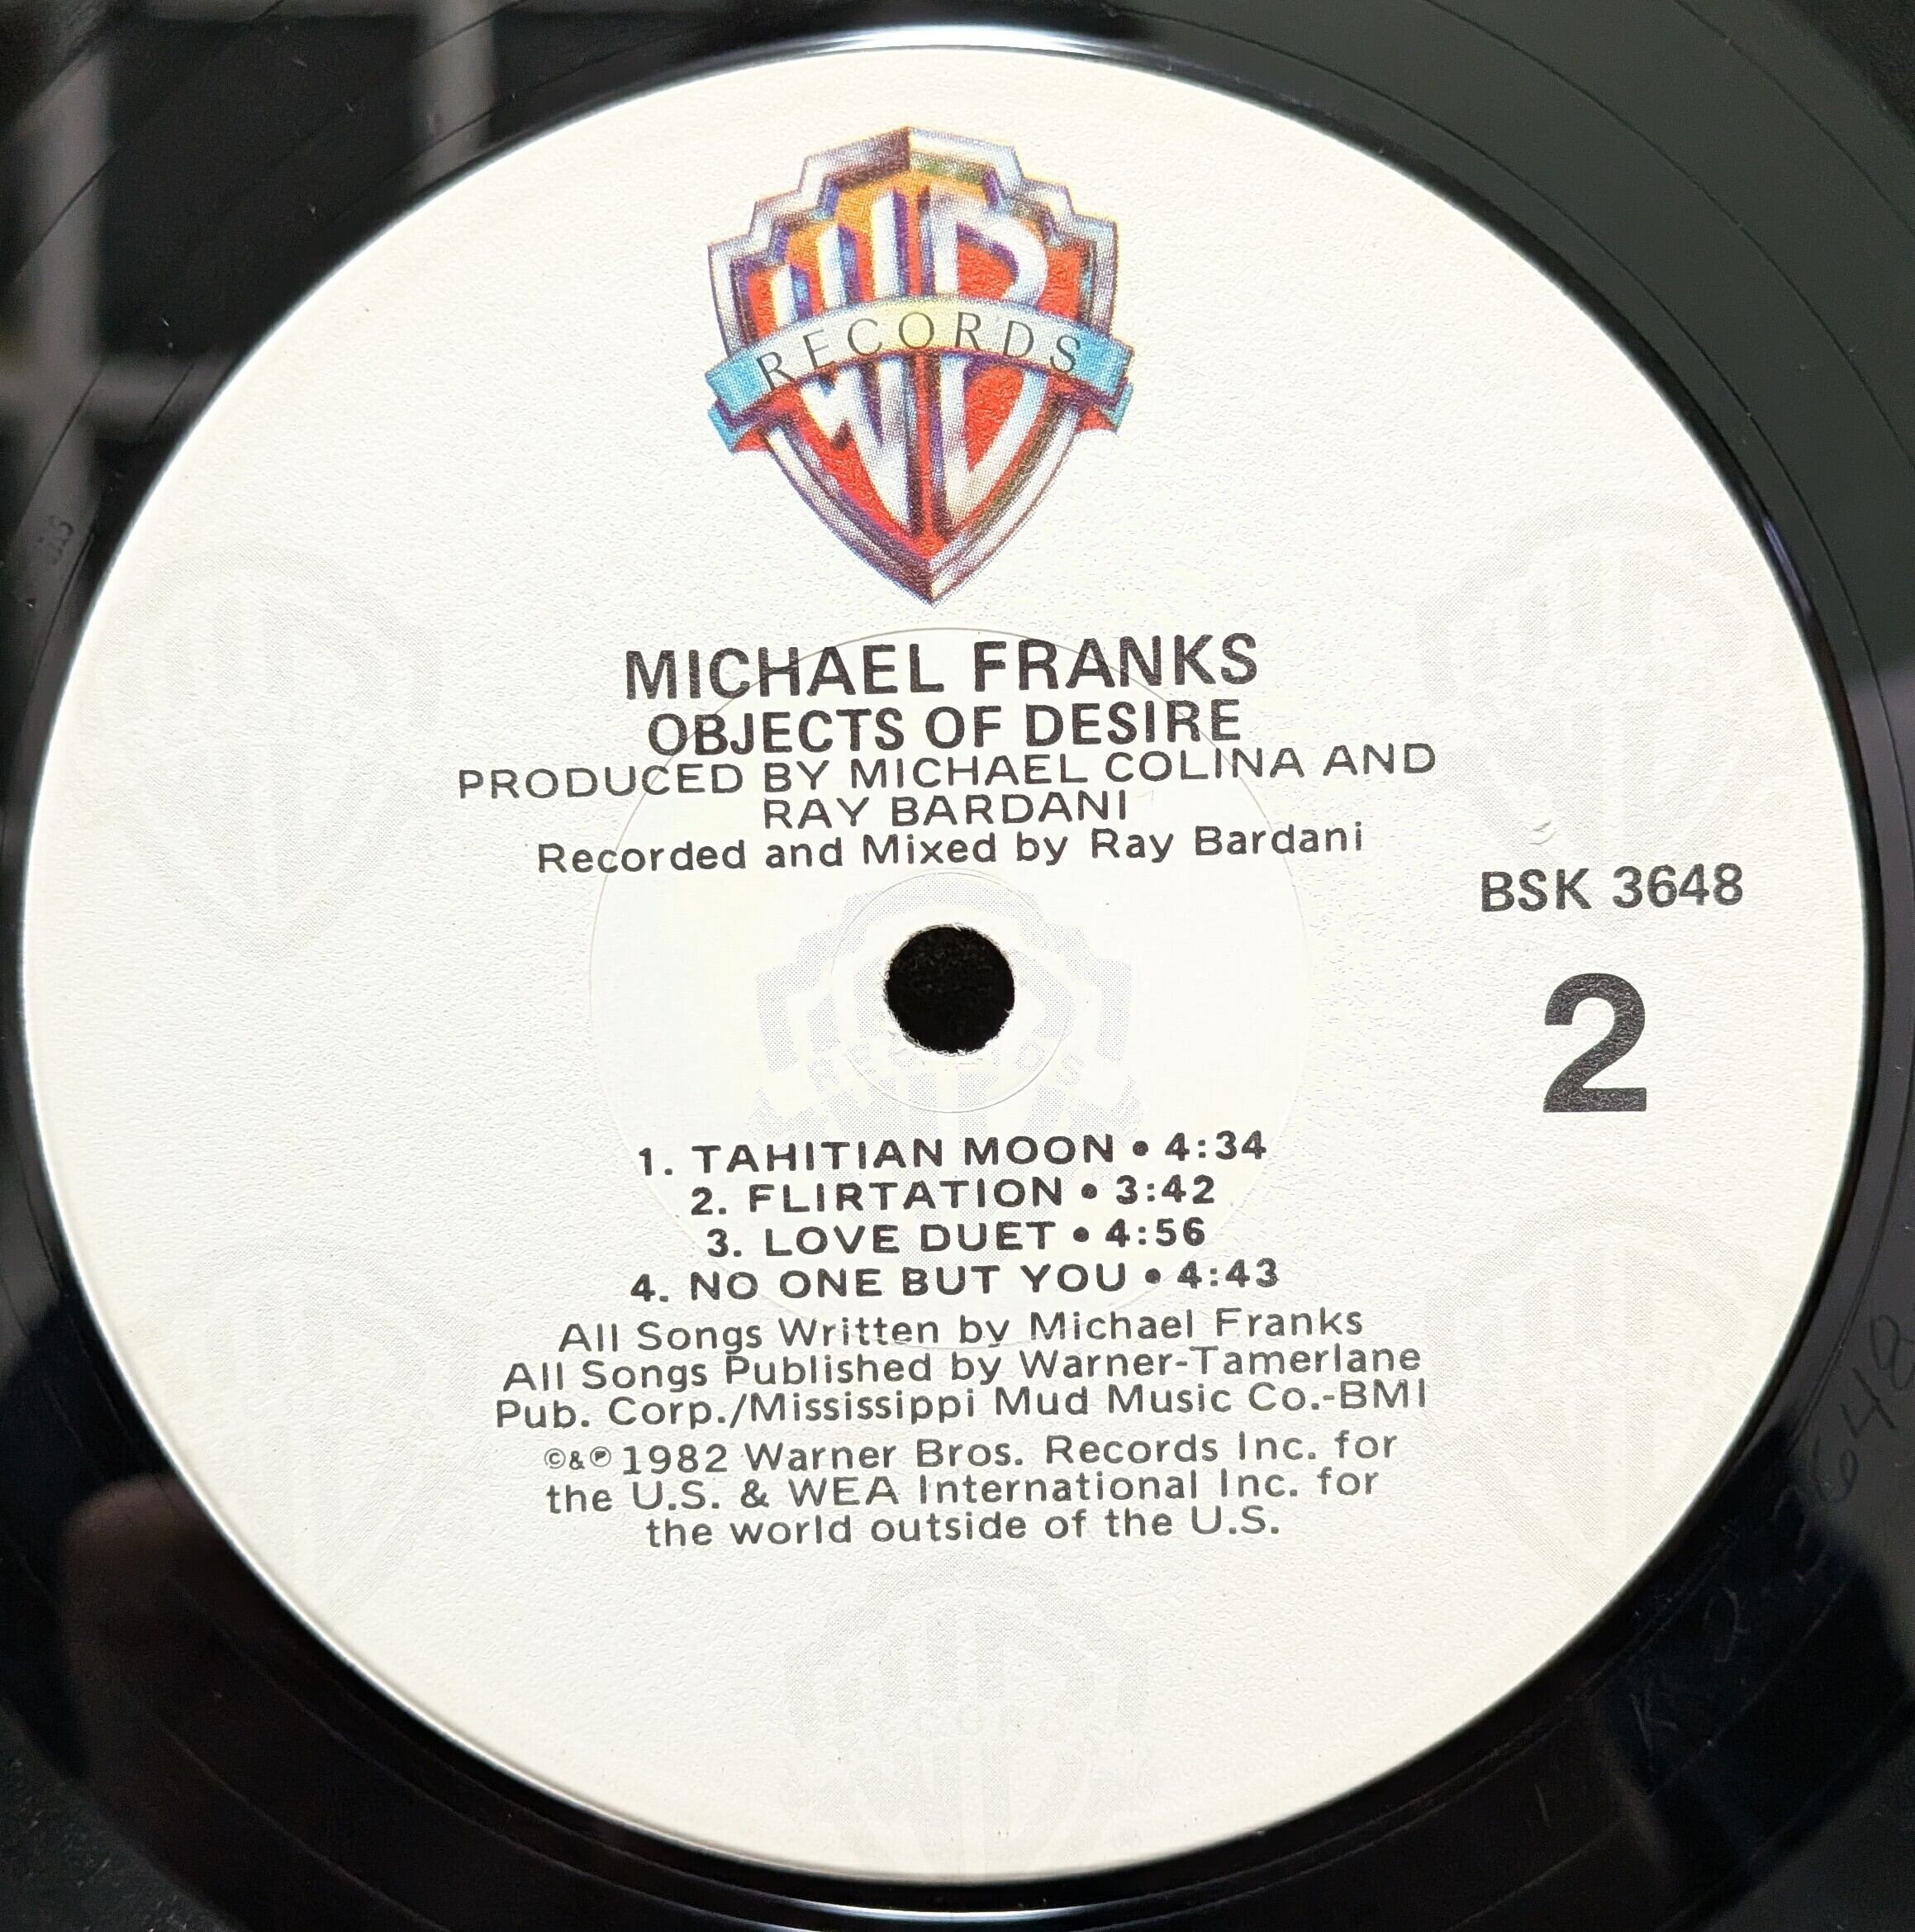 RECORDS
MICHAEL FRANKS
OBJECTS OF DESIRE
PRODUCED BY MICHAEL COLINA AND
RAY BARDANI
Recorded and Mixed by Ray Bardani
BSK 3648
2
1. TAHITIAN MOON • 4:34
2. FLIRTATION • 3:42
3. LOVE DUET • 4:56
4. NO ONE BUT YOU • 4:43
All Songs Written by Michael Franks
All Songs Published by Warner-Tamerlane
Pub. Corp./Mississippi Mud Music Co.-BMI
©&℗ 1982 Warner Bros. Records Inc. for
the U.S. & WEA International Inc. for
the world outside of the U.S.